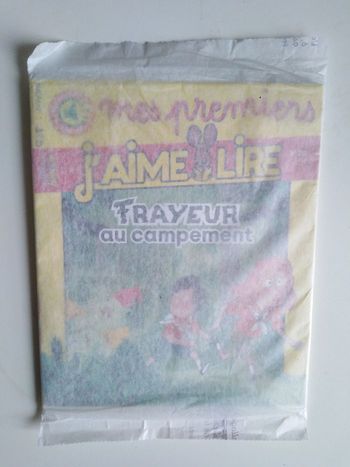 mes premiers
j'AIME LIRE
FRAYEUR
au campement